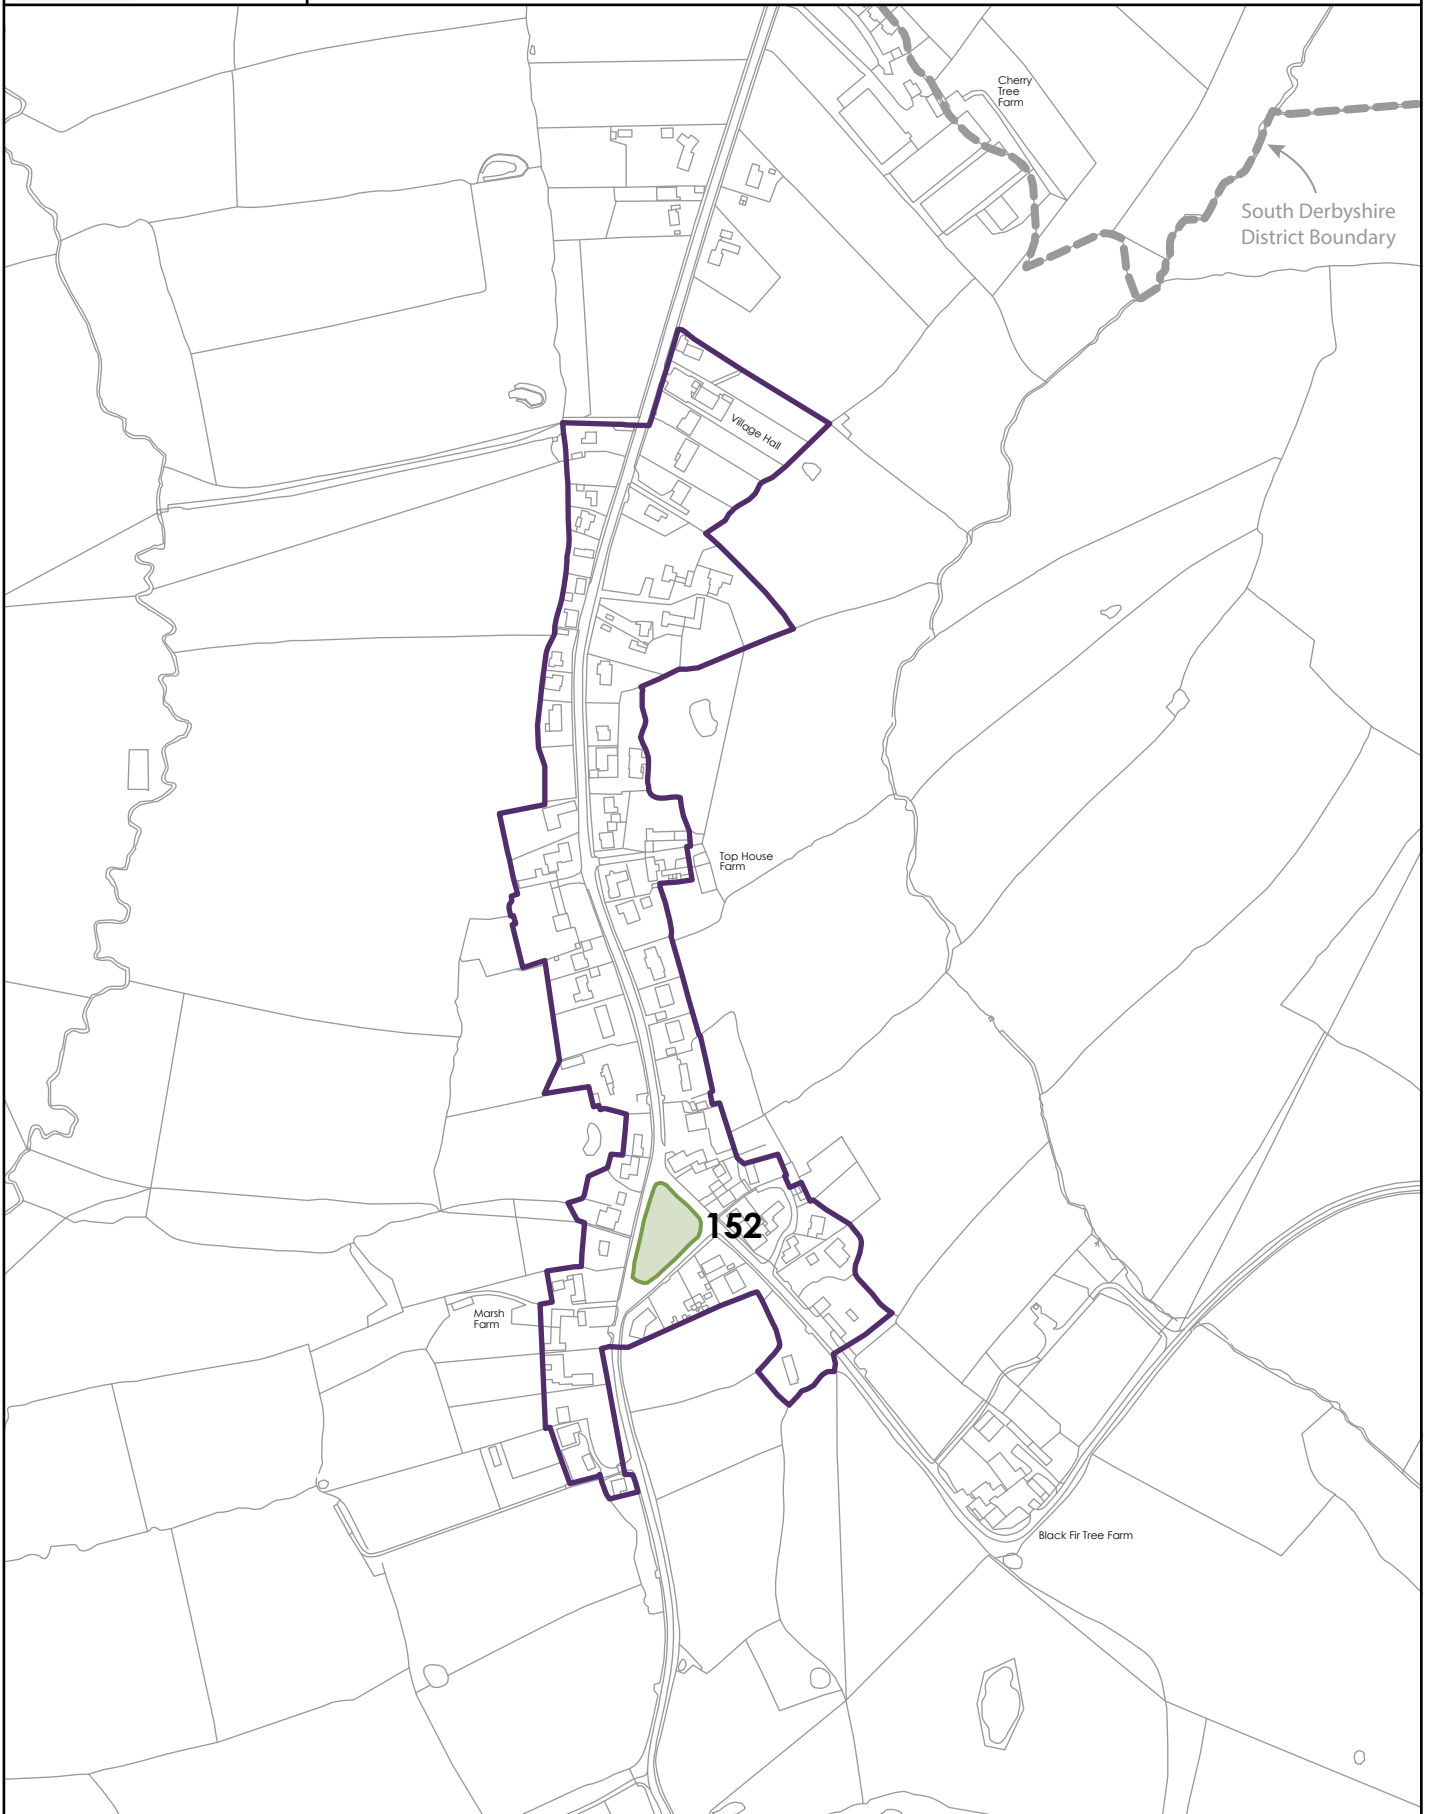 Cherry
Tree
Farm
South Derbyshire
District Boundary
Village Hall
Top House
Farm
152
Marsh
Farm
Black Fir Tree Farm